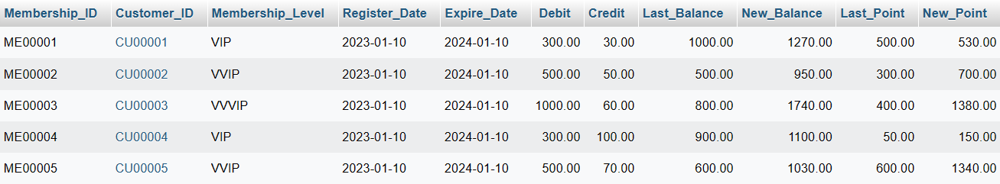 Membership_ID Customer_ID Membership_Level Register_Date Expire_Date Debit Credit Last_Balance New_Balance Last_Point New_Point
ME00001 CU00001 VIP 2023-01-10 2024-01-10 300.00 30.00 1000.00 1270.00 500.00 530.00
ME00002 CU00002 VVIP 2023-01-10 2024-01-10 500.00 50.00 500.00 950.00 300.00 700.00
ME00003 CU00003 VVVIP 2023-01-10 2024-01-10 1000.00 60.00 800.00 1740.00 400.00 1380.00
ME00004 CU00004 VIP 2023-01-10 2024-01-10 300.00 100.00 900.00 1100.00 50.00 150.00
ME00005 CU00005 VVIP 2023-01-10 2024-01-10 500.00 70.00 600.00 1030.00 600.00 1340.00